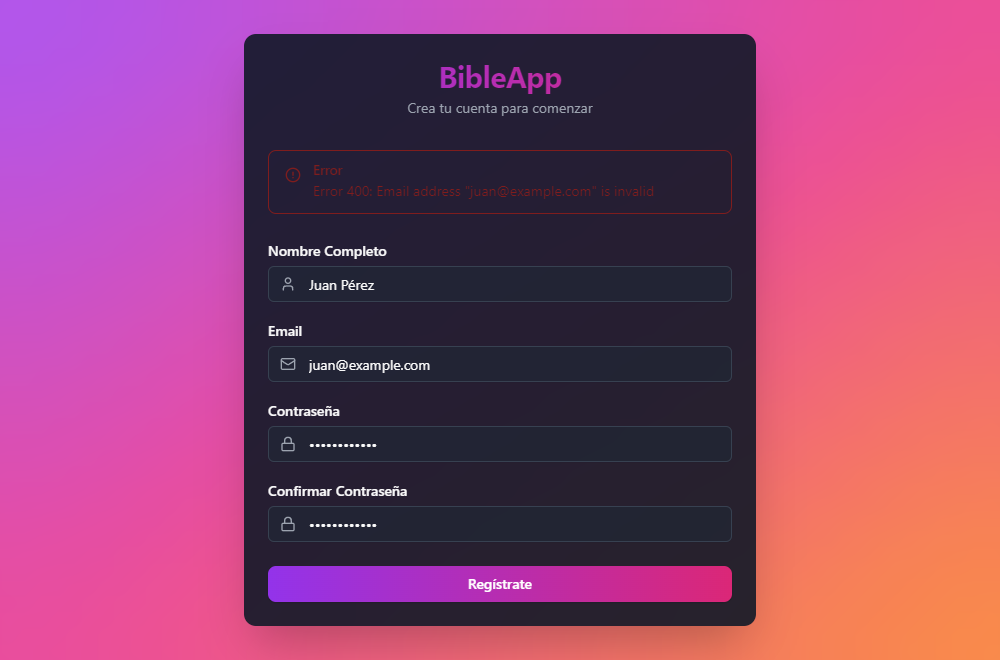 BibleApp
Crea tu cuenta para comenzar
Error
Error 400: Email address "juan@example.com" is invalid
Nombre Completo
Juan Pérez
Email
juan@example.com
Contraseña
••••••••••••
Confirmar Contraseña
••••••••••••
Regístrate